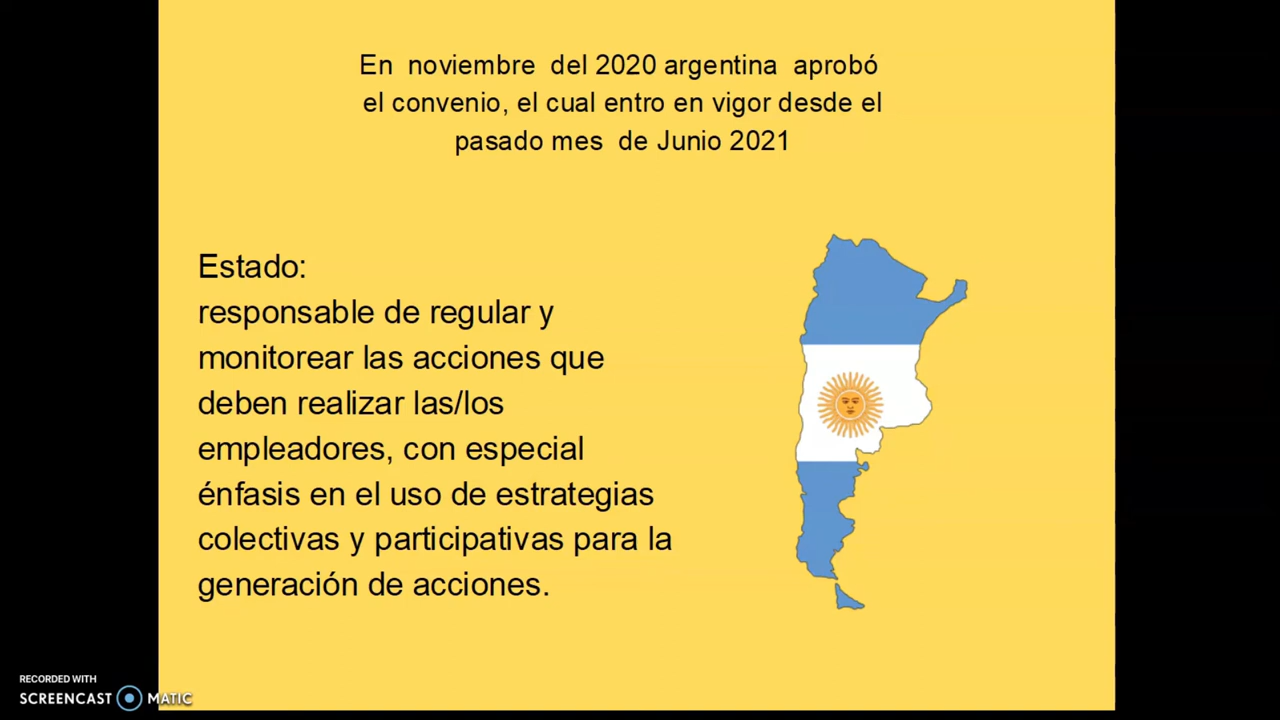 En noviembre del 2020 argentina aprobó
el convenio, el cual entro en vigor desde el
pasado mes de Junio 2021
Estado:
responsable de regular y
monitorear las acciones que
deben realizar las/los
empleadores, con especial
énfasis en el uso de estrategias
colectivas y participativas para la
generación de acciones.
RECORDED WITH
SCREENCAST MATIC